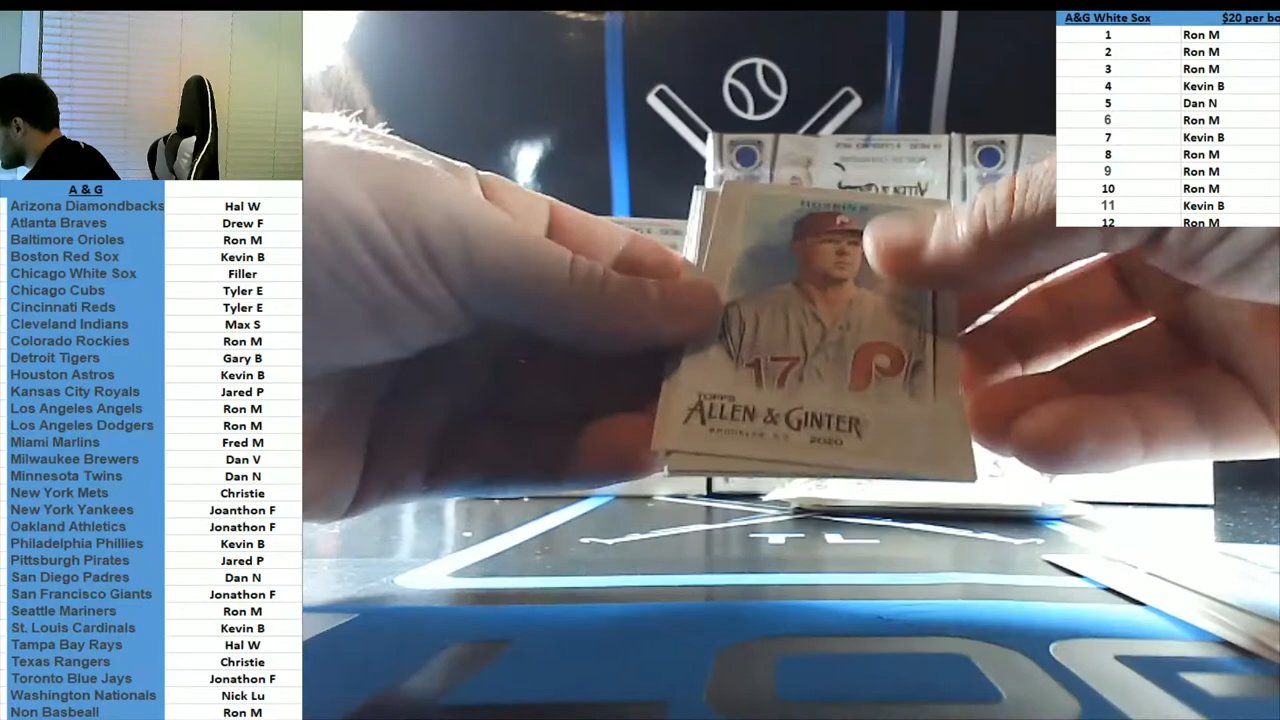 A & G
Arizona Diamondbacks Hal W
Atlanta Braves Drew F
Baltimore Orioles Ron M
Boston Red Sox Kevin B
Chicago White Sox Filler
Chicago Cubs Tyler E
Cincinnati Reds Tyler E
Cleveland Indians Max S
Colorado Rockies Ron M
Detroit Tigers Gary B
Houston Astros Kevin B
Kansas City Royals Jared P
Los Angeles Angels Ron M
Los Angeles Dodgers Ron M
Miami Marlins Fred M
Milwaukee Brewers Dan V
Minnesota Twins Dan N
New York Mets Christie
New York Yankees Joanthon F
Oakland Athletics Jonathon F
Philadelphia Phillies Kevin B
Pittsburgh Pirates Jared P
San Diego Padres Dan N
San Francisco Giants Jonathon F
Seattle Mariners Ron M
St. Louis Cardinals Kevin B
Tampa Bay Rays Hal W
Texas Rangers Christie
Toronto Blue Jays Jonathon F
Washington Nationals Nick Lu
Non Basbeall Ron M
A&G White Sox $20 per bo
1 Ron M
2 Ron M
3 Ron M
4 Kevin B
5 Dan N
6 Ron M
7 Kevin B
8 Ron M
9 Ron M
10 Ron M
11 Kevin B
12 Ron M
P
17 P
TOPPS
ALLEN & GINTER
2020
TL